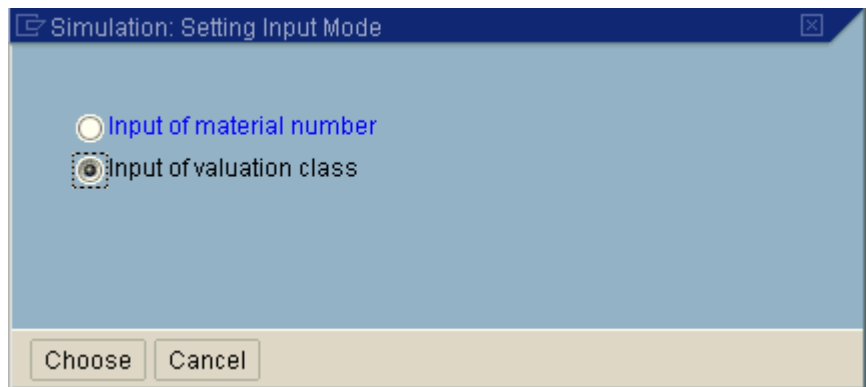 Simulation: Setting Input Mode
Input of material number
Input of valuation class
Choose Cancel